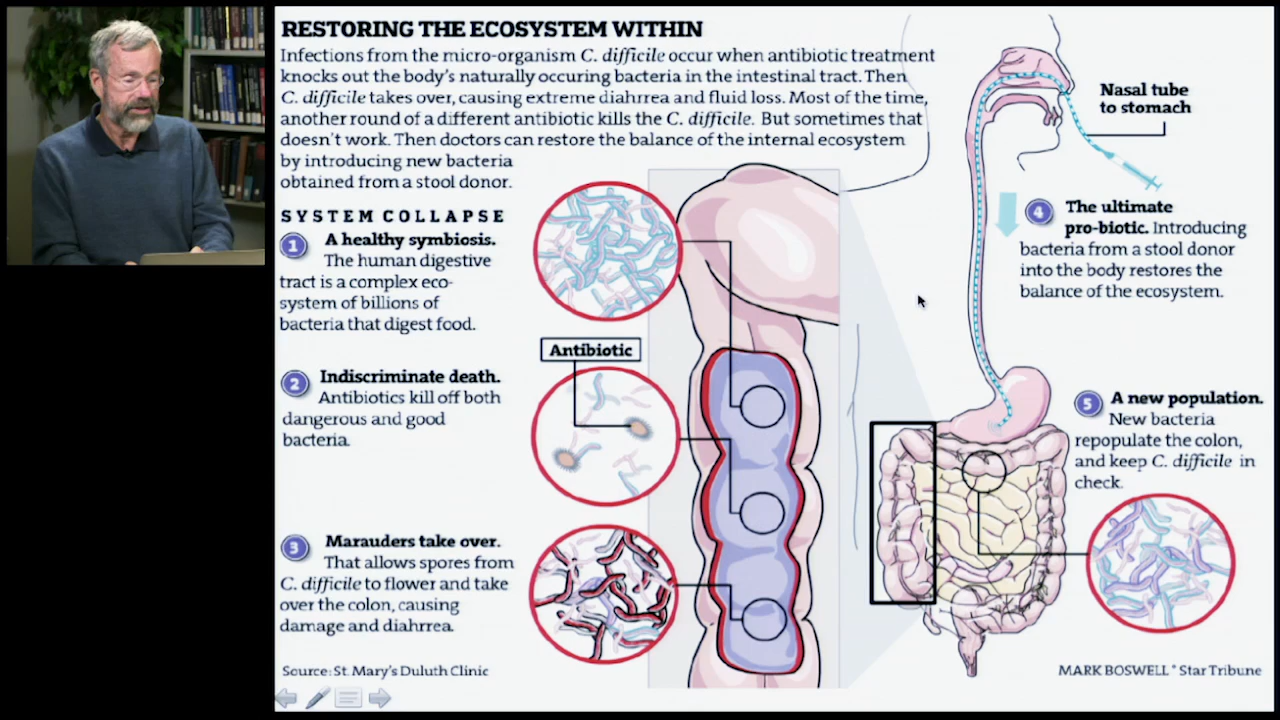 RESTORING THE ECOSYSTEM WITHIN
Infections from the micro-organism C. difficile occur when antibiotic treatment
knocks out the body's naturally occuring bacteria in the intestinal tract. Then
C. difficile takes over, causing extreme diahrrea and fluid loss. Most of the time,
another round of a different antibiotic kills the C. difficile. But sometimes that
doesn't work. Then doctors can restore the balance of the internal ecosystem
by introducing new bacteria
obtained from a stool donor.
SYSTEM COLLAPSE
1 A healthy symbiosis.
The human digestive
tract is a complex eco-
system of billions of
bacteria that digest food.
Antibiotic
2 Indiscriminate death.
Antibiotics kill off both
dangerous and good
bacteria.
3 Marauders take over.
That allows spores from
C. difficile to flower and take
over the colon, causing
damage and diahrrea.
Nasal tube
to stomach
4 The ultimate
pro-biotic. Introducing
bacteria from a stool donor
into the body restores the
balance of the ecosystem.
5 A new population.
New bacteria
repopulate the colon,
and keep C. difficile in
check.
Source: St. Mary's Duluth Clinic
MARK BOSWELL * Star Tribune